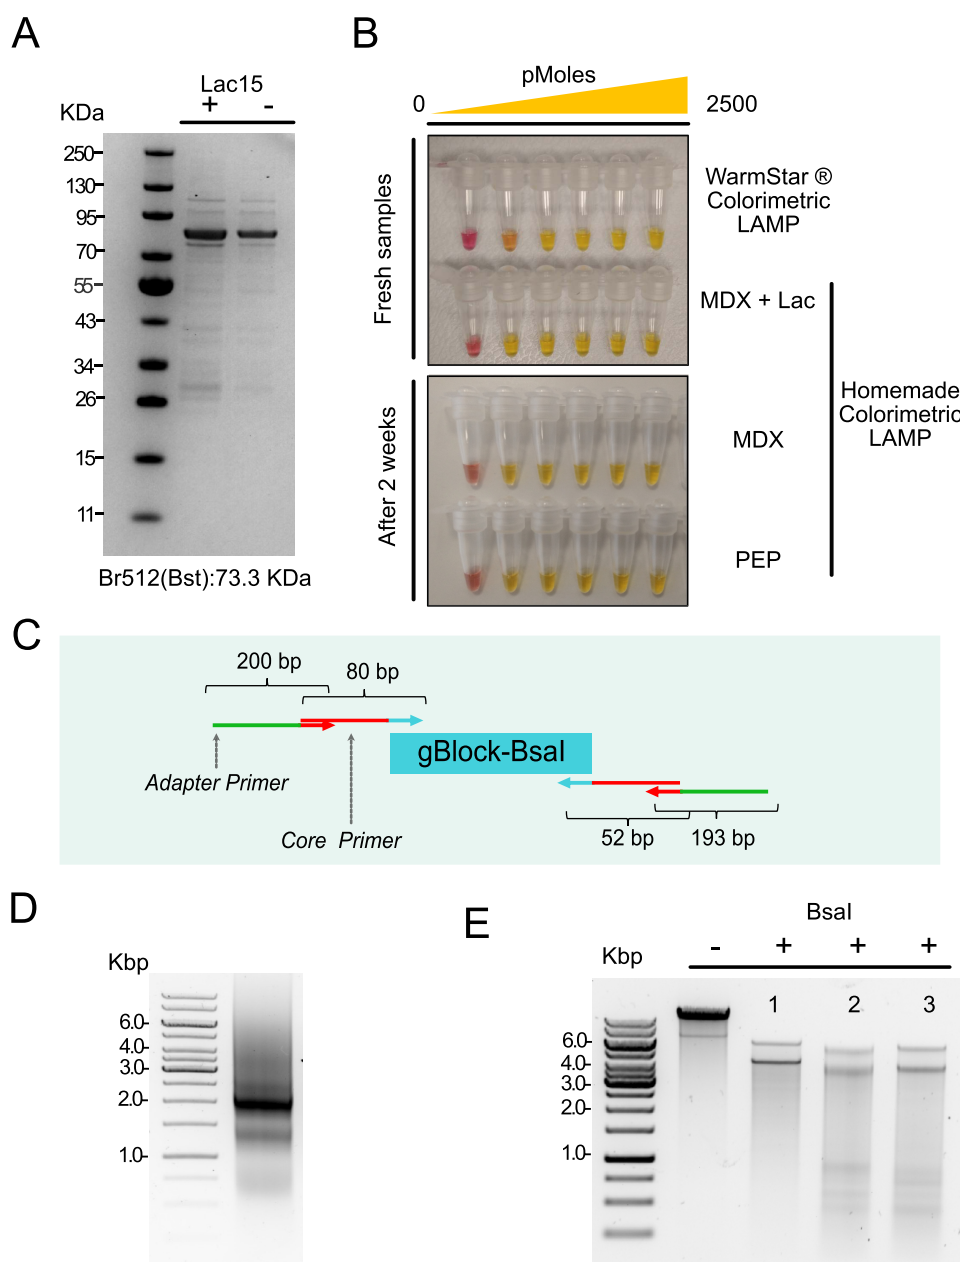 A
Lac15
KDa
+ -
250
130
95
70
55
43
34
26
15
11
Br512(Bst):73.3 KDa
B
pMoles
0
2500
Fresh samples
After 2 weeks
WarmStar ®
Colorimetric
LAMP
MDX + Lac
MDX
PEP
Homemade
Colorimetric
LAMP
C
200 bp
80 bp
gBlock-BsaI
Adapter Primer
Core Primer
52 bp
193 bp
D
Kbp
6.0
4.0
3.0
2.0
1.0
E
BsaI
Kbp
- + + +
1 2 3
6.0
4.0
3.0
2.0
1.0